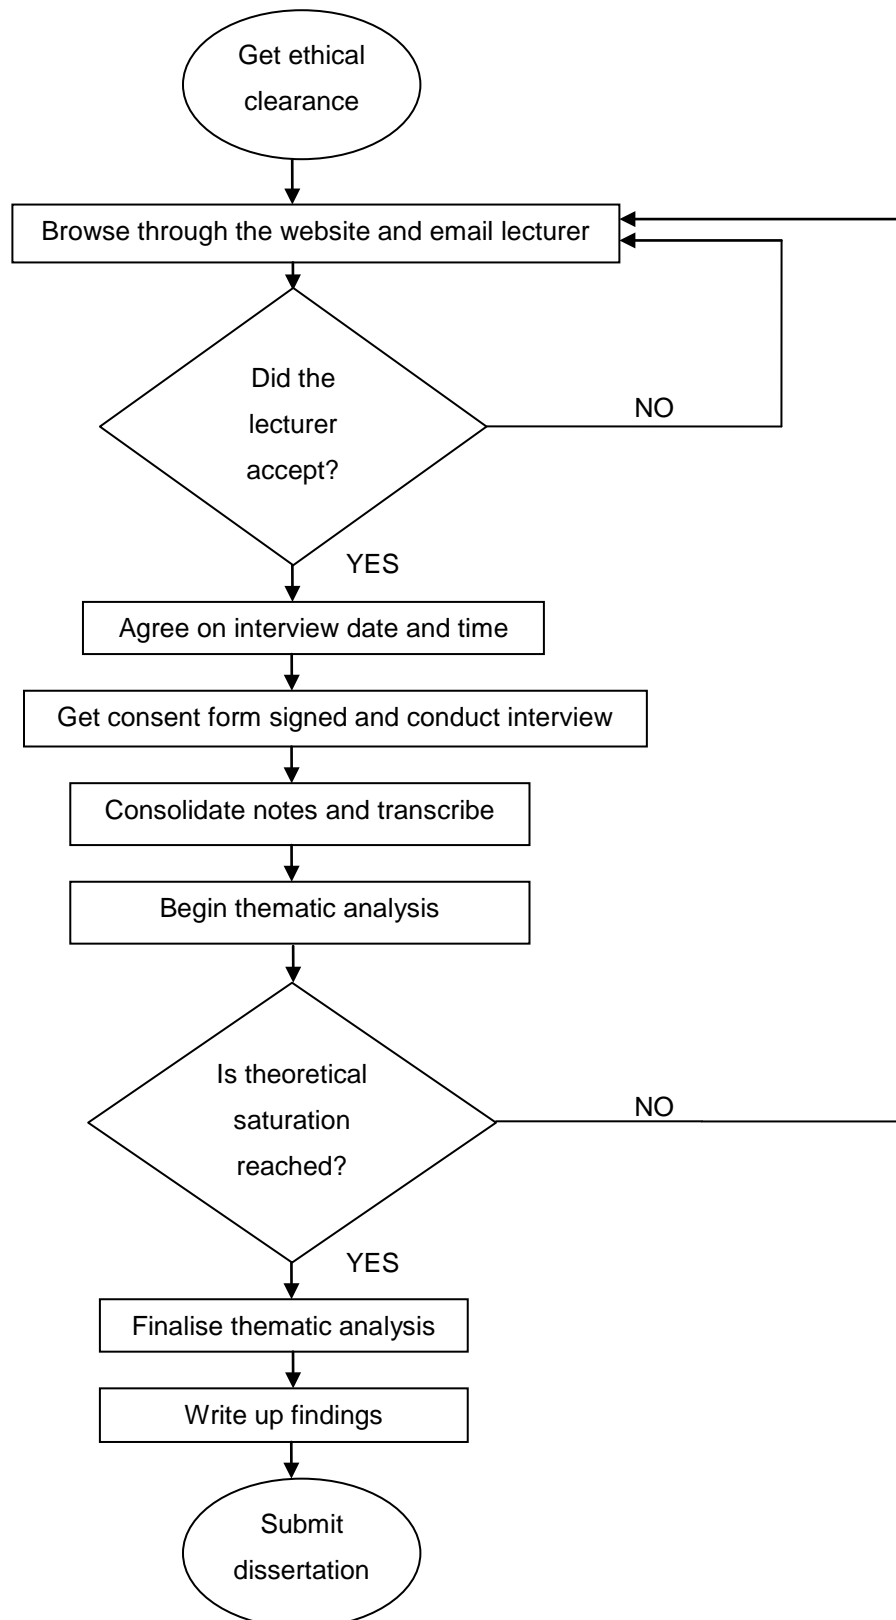 Get ethical
clearance
Browse through the website and email lecturer
Did the
lecturer
accept?
NO
YES
Agree on interview date and time
Get consent form signed and conduct interview
Consolidate notes and transcribe
Begin thematic analysis
Is theoretical
saturation
reached?
NO
YES
Finalise thematic analysis
Write up findings
Submit
dissertation